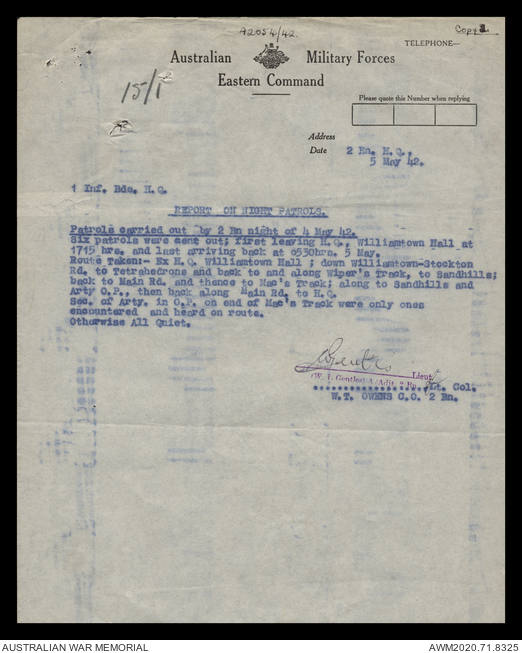 A2054/42.
Copy 2
TELEPHONE—
Australian Military Forces
Eastern Command
15/1
Please quote this Number when replying
Address
Date 2 Bn. H.Q.,
5 May 42.
1 Inf. Bde. H.Q.
REPORT ON NIGHT PATROLS.
Patrols carried out by 2 Bn night of 4 May 42.
Six patrols were sent out; first leaving H.Q., Williamtown Hall at
1715 hrs. and last arriving back at 0530hrs. 5 May.
Route Taken:- Ex H.Q. Williamtown Hall ; down Williamtown-Stockton
Rd. to Tetrahedrons and back to and along Wiper's Track, to Sandhills;
back to Main Rd. and thence to Mac's Track; along to Sandhills and
Arty O.P., then back along Main Rd. to H.Q.
Sec. of Arty. in O.P. on end of Mac's Track were only ones
encountered and heard on route.
Otherwise All Quiet.
Lieut.
(W. J. Gentles) A/Adjt. 2 Bn.
Lt. Col.
W.T. OWENS C.O. 2 Bn.
AUSTRALIAN WAR MEMORIAL
AWM2020.71.8325